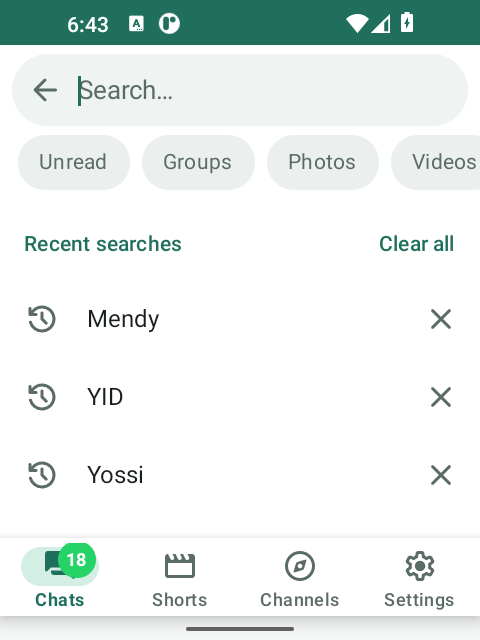 6:43
Search...
Unread Groups Photos Videos
Recent searches Clear all
Mendy
YID
Yossi
18
Chats Shorts Channels Settings